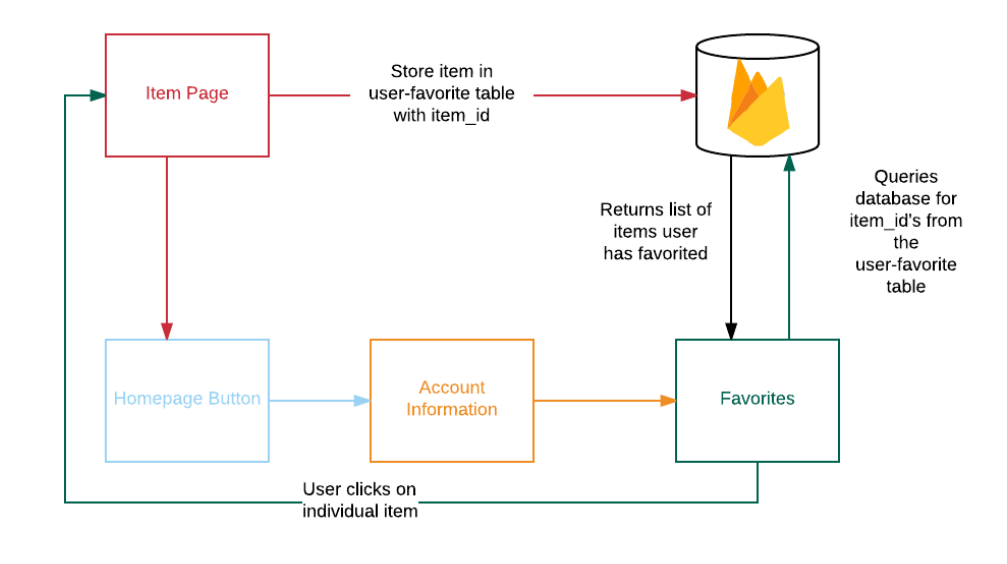 Item Page
Store item in
user-favorite table
with item_id
Returns list of
items user
has favorited
Queries
database for
item_id's from
the
user-favorite
table
Homepage Button
Account
Information
Favorites
User clicks on
individual item